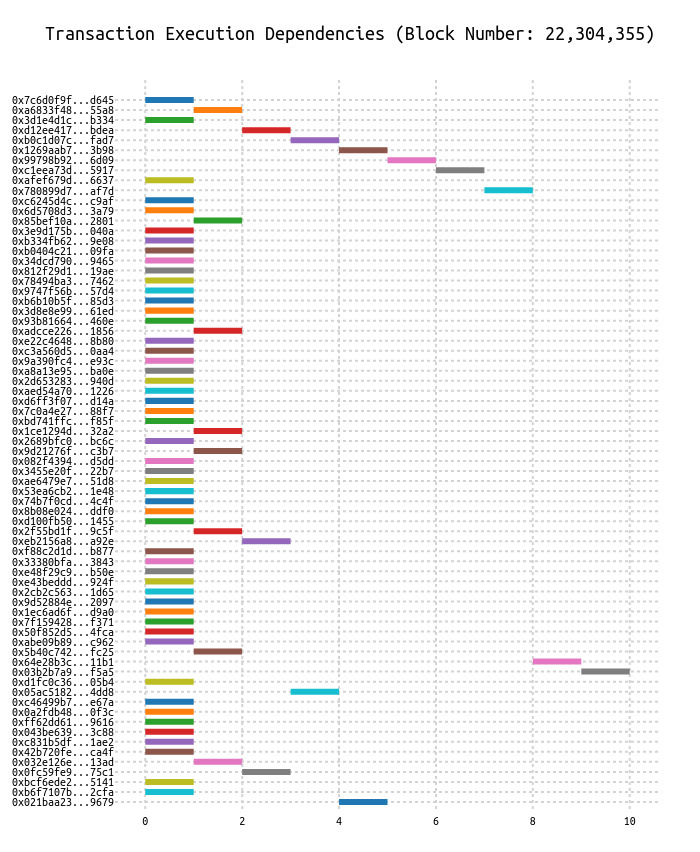 Transaction Execution Dependencies (Block Number: 22,304,355)
0x7c6d0f9f...d645
0xa6833f48...55a8
0x3d1e4d1c...b334
0xd12ee417...bdea
0xb0c1d07c...fad7
0x1269aab7...3b98
0x99798b92...6d09
0xc1eea73d...5917
0xafef679d...6637
0x780899d7...af7d
0xc6245d4c...c9af
0x6d5708d3...3a79
0x85bef10a...2801
0x3e9d175b...040a
0xb334fb62...9e08
0xb0404c21...09fa
0x34dcd790...9465
0x812f29d1...19ae
0x78494ba3...7462
0x9747f56b...57d4
0xb6b10b5f...85d3
0x3d8e8e99...61ed
0x93b81664...460e
0xadcce226...1856
0xe22c4648...8b80
0xc3a560d5...0aa4
0x9a390fc4...e93c
0xa8a13e95...ba0e
0x2d653283...940d
0xaed54a70...1226
0xd6ff3f07...d14a
0x7c0a4e27...88f7
0xbd741ffc...f85f
0x1ce1294d...32a2
0x2689bfc0...bc6c
0x9d21276f...c3b7
0x082f4394...d5dd
0x3455e20f...22b7
0xae6479e7...51d8
0x53ea6cb2...1e48
0x74b7f0cd...4c4f
0x8b08e024...ddf0
0xd100fb50...1455
0x2f55bd1f...9c5f
0xeb2156a8...a92e
0xf88c2d1d...b877
0x33380bfa...3843
0xe48f29c9...b50e
0xe43beddd...924f
0x2cb2c563...1d65
0x9d52884e...2097
0x1ec6ad6f...d9a0
0x7f159428...f371
0x50f852d5...4fca
0xabe09b89...c962
0x5b40c742...fc25
0x64e28b3c...11b1
0x03b2b7a9...f5a5
0xd1fc0c36...05b4
0x05ac5182...4dd8
0xc46499b7...e67a
0x0a2fdb48...0f3c
0xff62dd61...9616
0x043be639...3c88
0xc831b5df...1ae2
0x42b720fe...ca4f
0x032e126e...13ad
0x0fc59fe9...75c1
0xbcf6ede2...5141
0xb6f7107b...2cfa
0x021baa23...9679
0 2 4 6 8 10